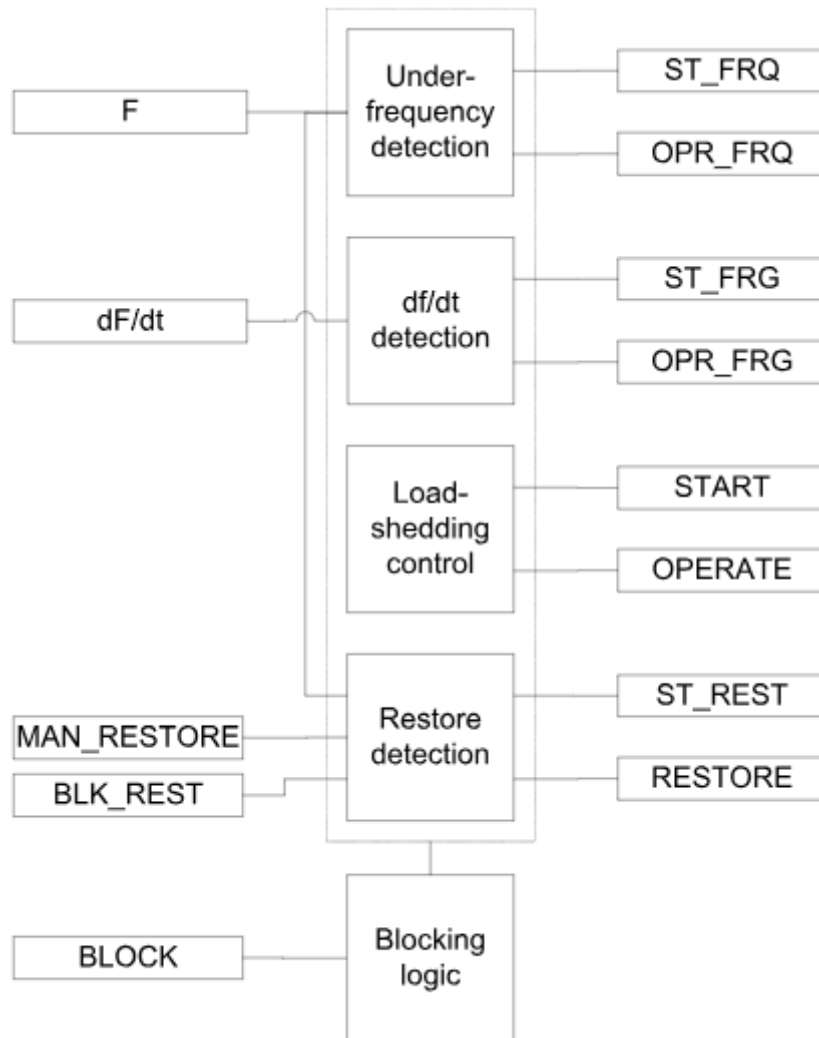 F
Under-
frequency
detection
ST_FRQ
OPR_FRQ
dF/dt
df/dt
detection
ST_FRG
OPR_FRG
Load-
shedding
control
START
OPERATE
MAN_RESTORE
BLK_REST
Restore
detection
ST_REST
RESTORE
BLOCK
Blocking
logic